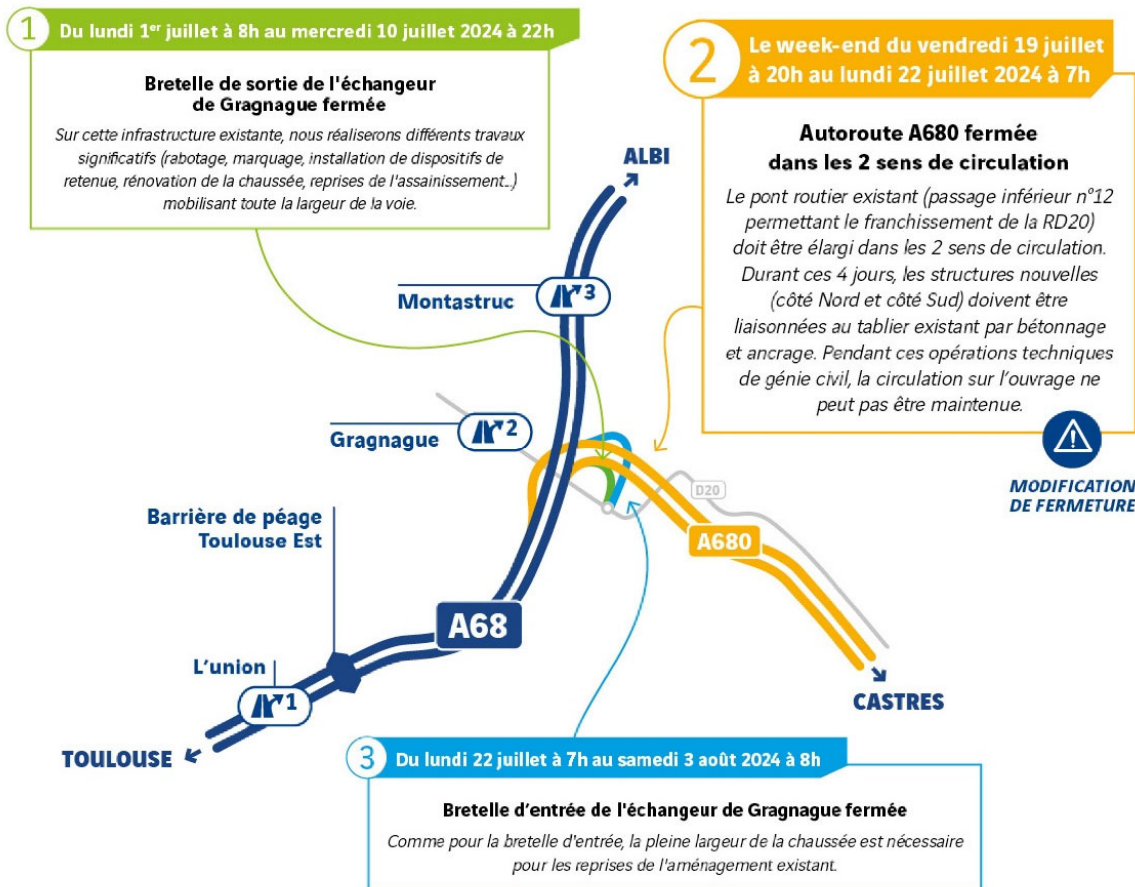 1
Du lundi 1er juillet à 8h au mercredi 10 juillet 2024 à 22h
Bretelle de sortie de l'échangeur
de Gragnague fermée
Sur cette infrastructure existante, nous réaliserons différents travaux
significatifs (rabotage, marquage, installation de dispositifs de
retenue, rénovation de la chaussée, reprises de l'assainissement...)
mobilisant toute la largeur de la voie.
2
Le week-end du vendredi 19 juillet
à 20h au lundi 22 juillet 2024 à 7h
Autoroute A680 fermée
dans les 2 sens de circulation
Le pont routier existant (passage inférieur n°12
permettant le franchissement de la RD20)
doit être élargi dans les 2 sens de circulation.
Durant ces 4 jours, les structures nouvelles
(côté Nord et côté Sud) doivent être
liaisonnées au tablier existant par bétonnage
et ancrage. Pendant ces opérations techniques
de génie civil, la circulation sur l'ouvrage ne
peut pas être maintenue.
MODIFICATION
DE FERMETURE
ALBI
Montastruc
3
Gragnague
2
D20
A680
Barrière de péage
Toulouse Est
A68
L'union
1
TOULOUSE
CASTRES
3
Du lundi 22 juillet à 7h au samedi 3 août 2024 à 8h
Bretelle d'entrée de l'échangeur de Gragnague fermée
Comme pour la bretelle d'entrée, la pleine largeur de la chaussée est nécessaire
pour les reprises de l'aménagement existant.